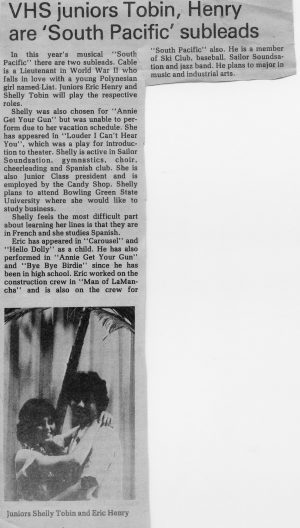 VHS juniors Tobin, Henry
are 'South Pacific' subleads
In this year's musical "South
Pacific" there are two subleads. Cable
is a Lieutenant in World War II who
falls in love with a young Polynesian
girl named List. Juniors Eric Henry and
Shelly Tobin will play the respective
roles.
Shelly was also chosen for "Annie
Get Your Gun" but was unable to per-
form due to her vacation schedule. She
has appeared in "Louder I Can't Hear
You", which was a play for introduc-
tion to theater. Shelly is active in Sailor
Soundsation, gymnastics, choir,
cheerleading and Spanish club. She is
also Junior Class president and is
employed by the Candy Shop. Shelly
plans to attend Bowling Green State
University where she would like to
study business.
Shelly feels the most difficult part
about learning her lines is that they are
in French and she studies Spanish.
Eric has appeared in "Carousel" and
"Hello Dolly" as a child. He has also
performed in "Annie Get Your Gun"
and "Bye Bye Birdie" since he has
been in high school. Eric worked on the
construction crew in "Man of LaMan-
cha" and is also on the crew for
"South Pacific" also. He is a member
of Ski Club, baseball, Sailor Soundsa-
tion and jazz band. He plans to major in
music and industrial arts.
Juniors Shelly Tobin and Eric Henry